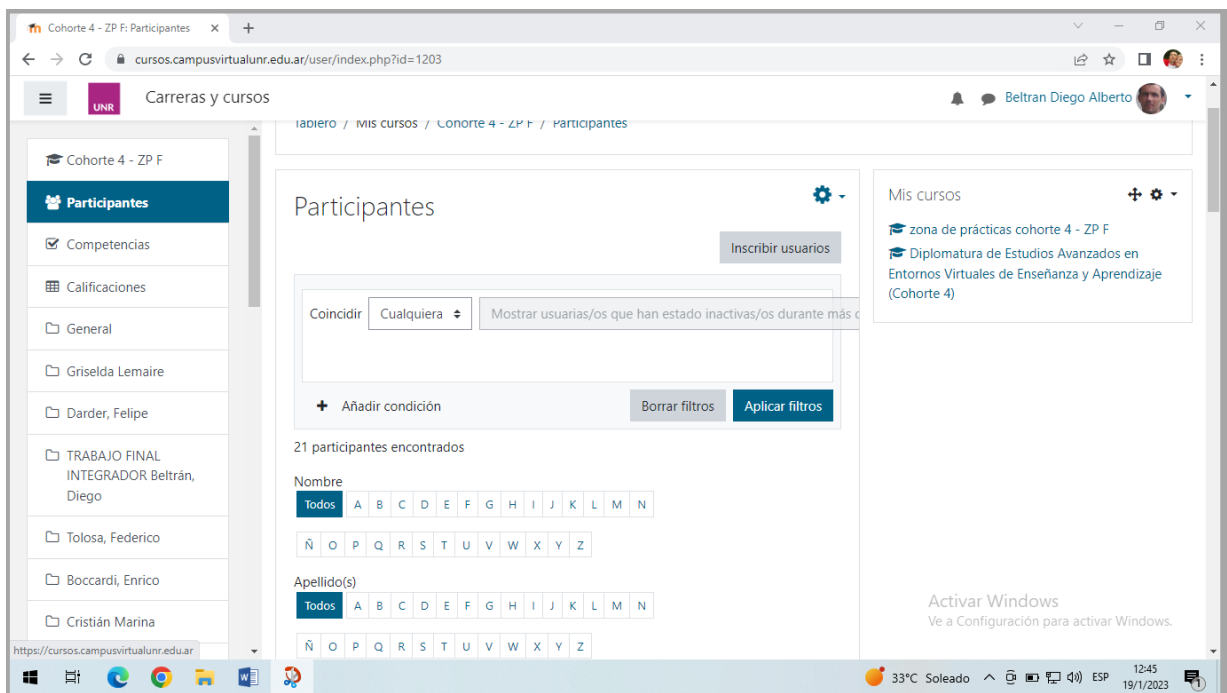 Cohorte 4 - ZP F: Participantes
cursos.campusvirtualunr.edu.ar/user/index.php?id=1203
UNR
Carreras y cursos
Beltran Diego Alberto
Tablero / Mis cursos / Cohorte 4 - ZP F / Participantes
Cohorte 4 - ZP F
Participantes
Competencias
Calificaciones
General
Griselda Lemaire
Darder, Felipe
TRABAJO FINAL
INTEGRADOR Beltrán,
Diego
Tolosa, Federico
Boccardi, Enrico
Cristián Marina
https://cursos.campusvirtualunr.edu.ar
Participantes
Inscribir usuarios
Coincidir Cualquiera Mostrar usuarias/os que han estado inactivas/os durante más
Añadir condición
Borrar filtros Aplicar filtros
21 participantes encontrados
Nombre
Todos A B C D E F G H I J K L M N
Ñ O P Q R S T U V W X Y Z
Apellido(s)
Todos A B C D E F G H I J K L M N
Ñ O P Q R S T U V W X Y Z
Mis cursos
zona de prácticas cohorte 4 - ZP F
Diplomatura de Estudios Avanzados en
Entornos Virtuales de Enseñanza y Aprendizaje
(Cohorte 4)
Activar Windows
Ve a Configuración para activar Windows.
33°C Soleado
ESP
12:45
19/1/2023
1